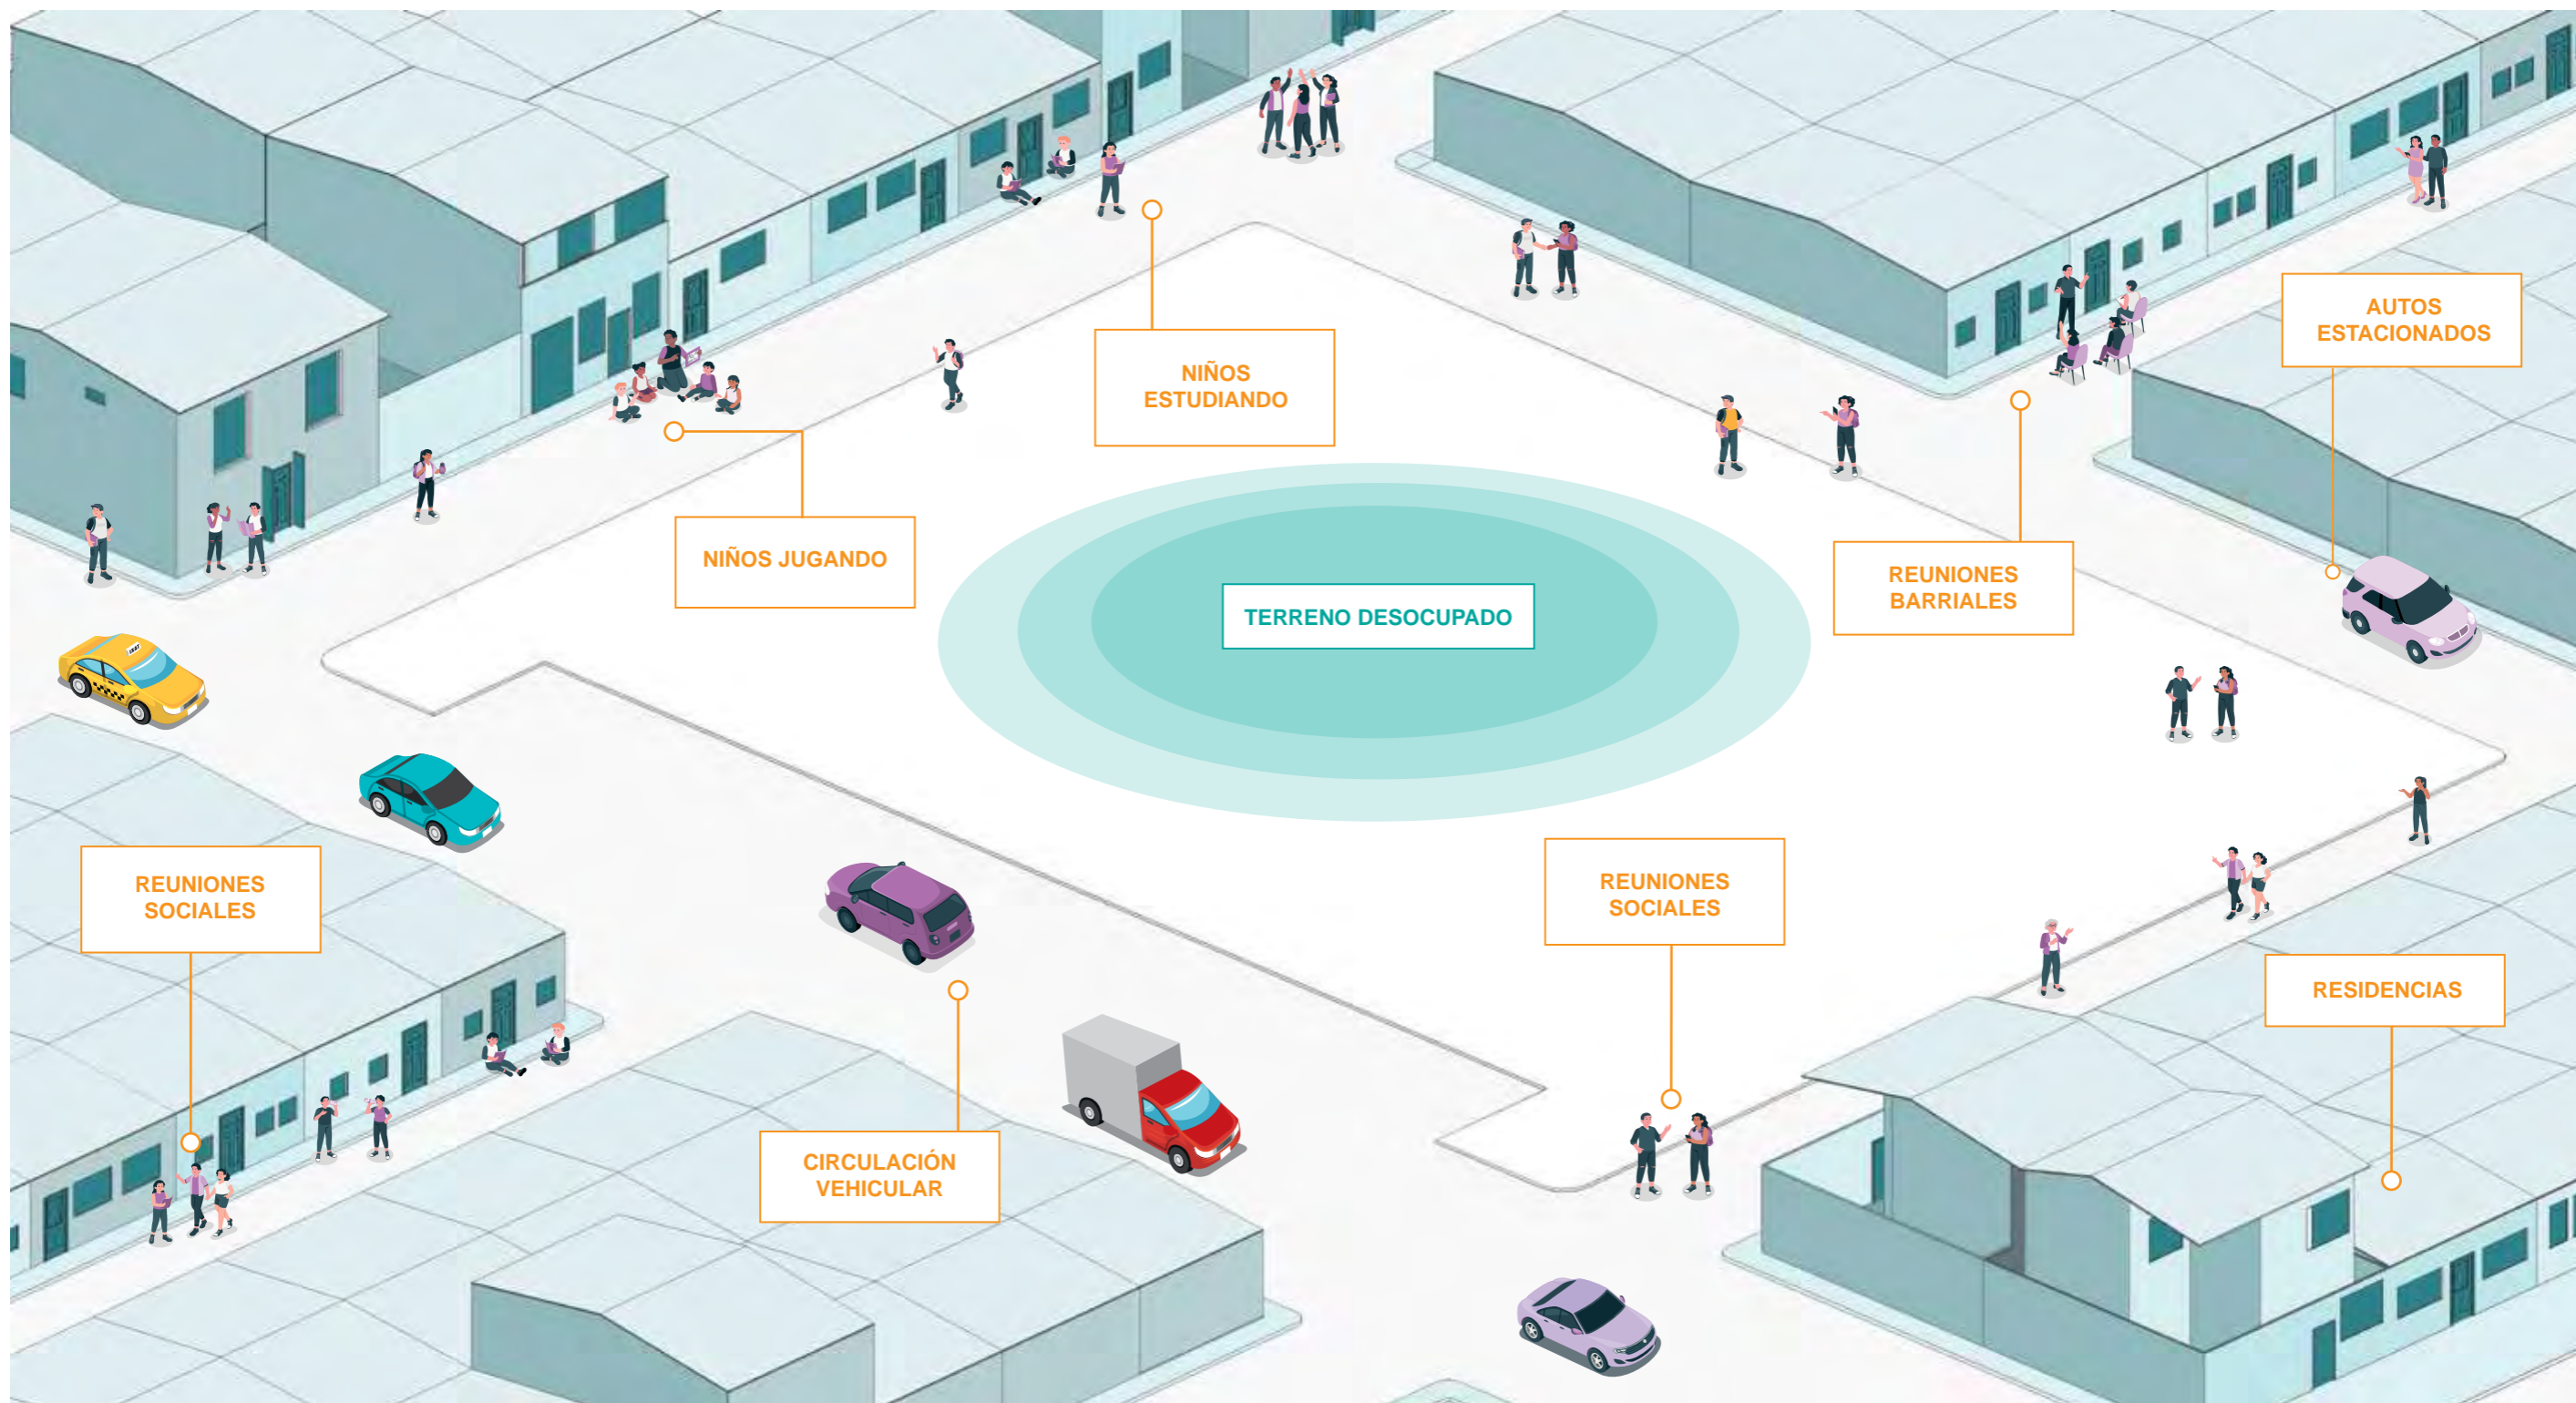 AUTOS
ESTACIONADOS
NIÑOS
ESTUDIANDO
NIÑOS JUGANDO
REUNIONES
BARRIALES
TERRENO DESOCUPADO
REUNIONES
SOCIALES
REUNIONES
SOCIALES
RESIDENCIAS
CIRCULACIÓN
VEHICULAR